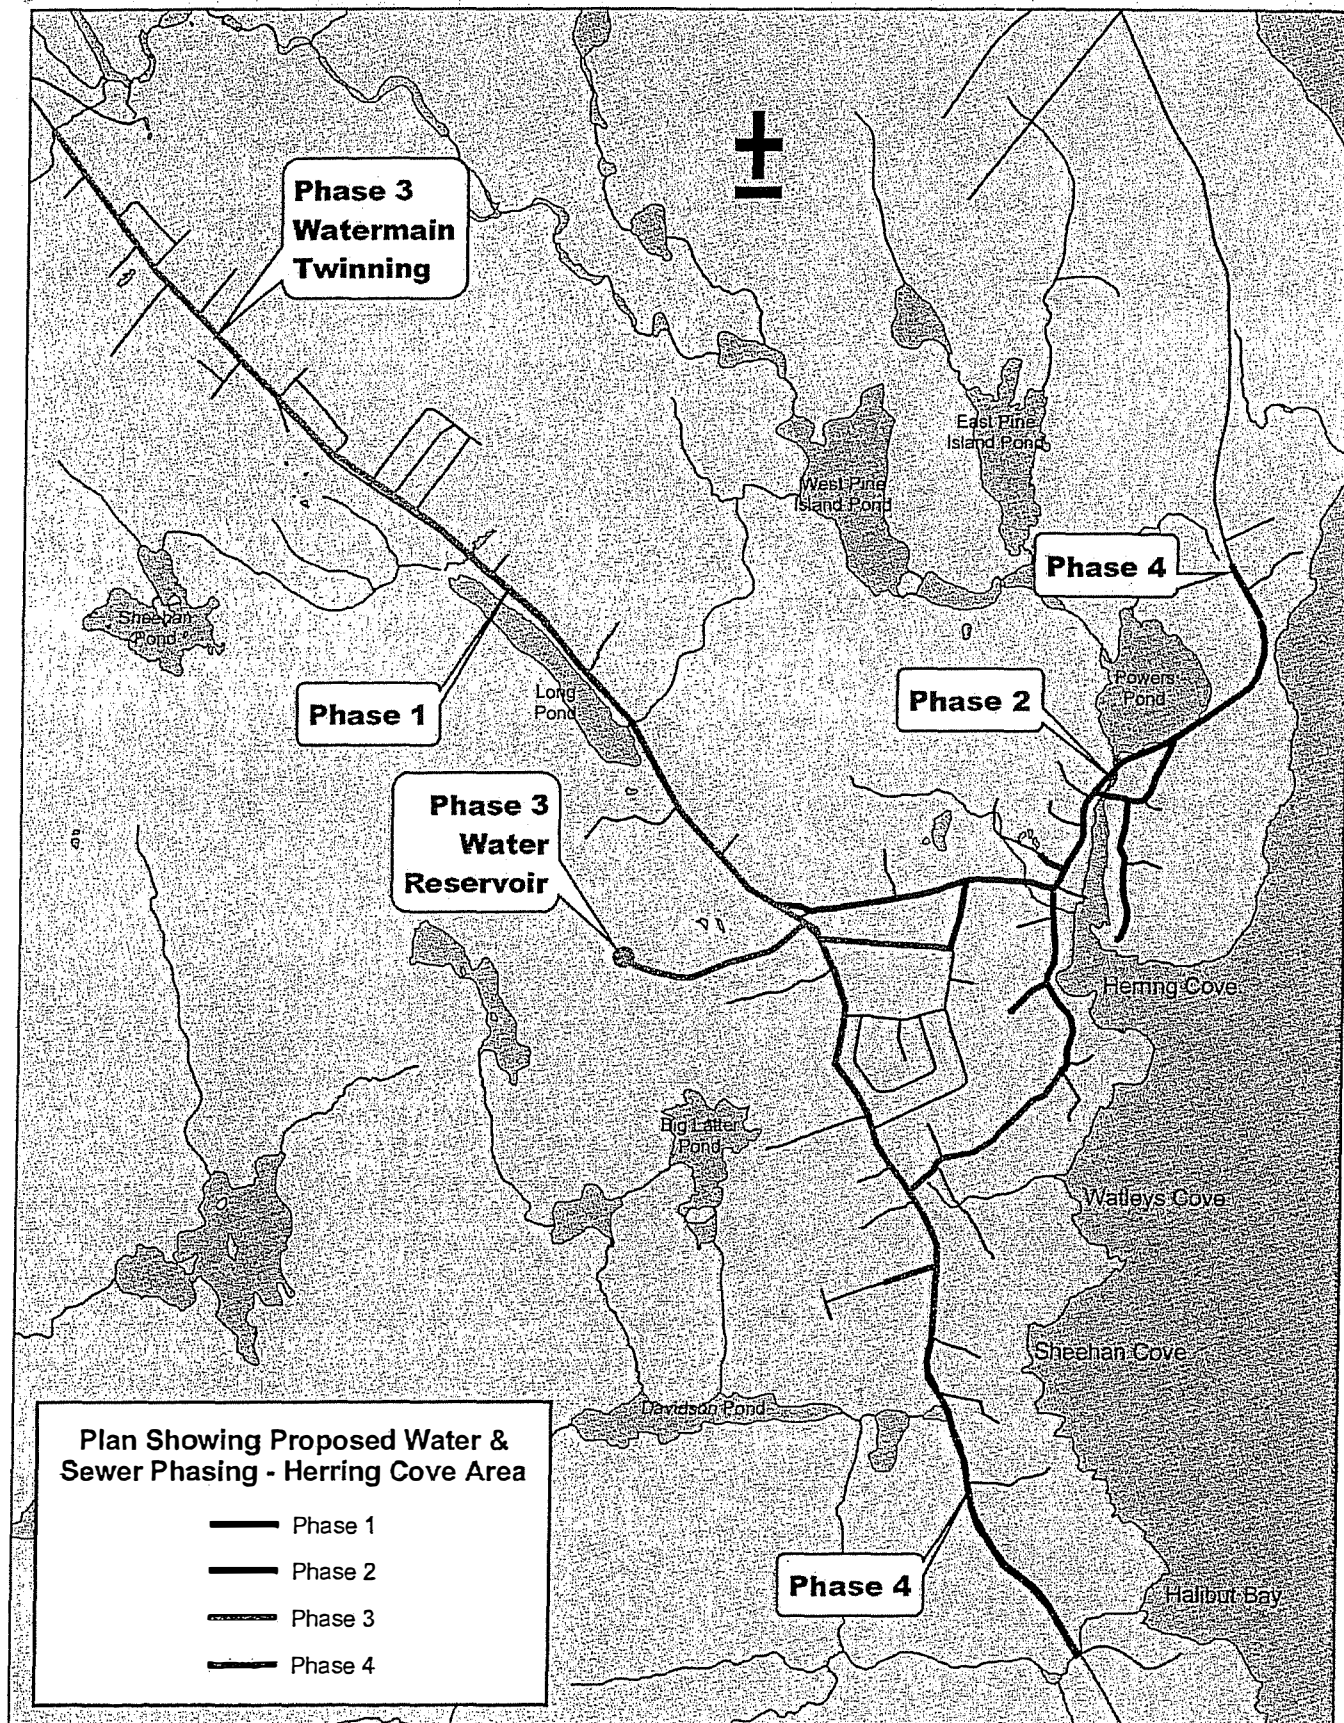 Phase 3
Watermain
Twinning
East Pine
Island Pond
West Pine
Island Pond
Phase 4
Sheehan
Pond
Powers
Pond
Phase 2
Long
Pond
Phase 1
Phase 3
Water
Reservoir
Herring Cove
Big Latter
Pond
Watleys Cove
Sheehan Cove
Davidson Pond
Plan Showing Proposed Water &
Sewer Phasing - Herring Cove Area
Phase 1
Phase 2
Phase 3
Phase 4
Phase 4
Halibut Bay